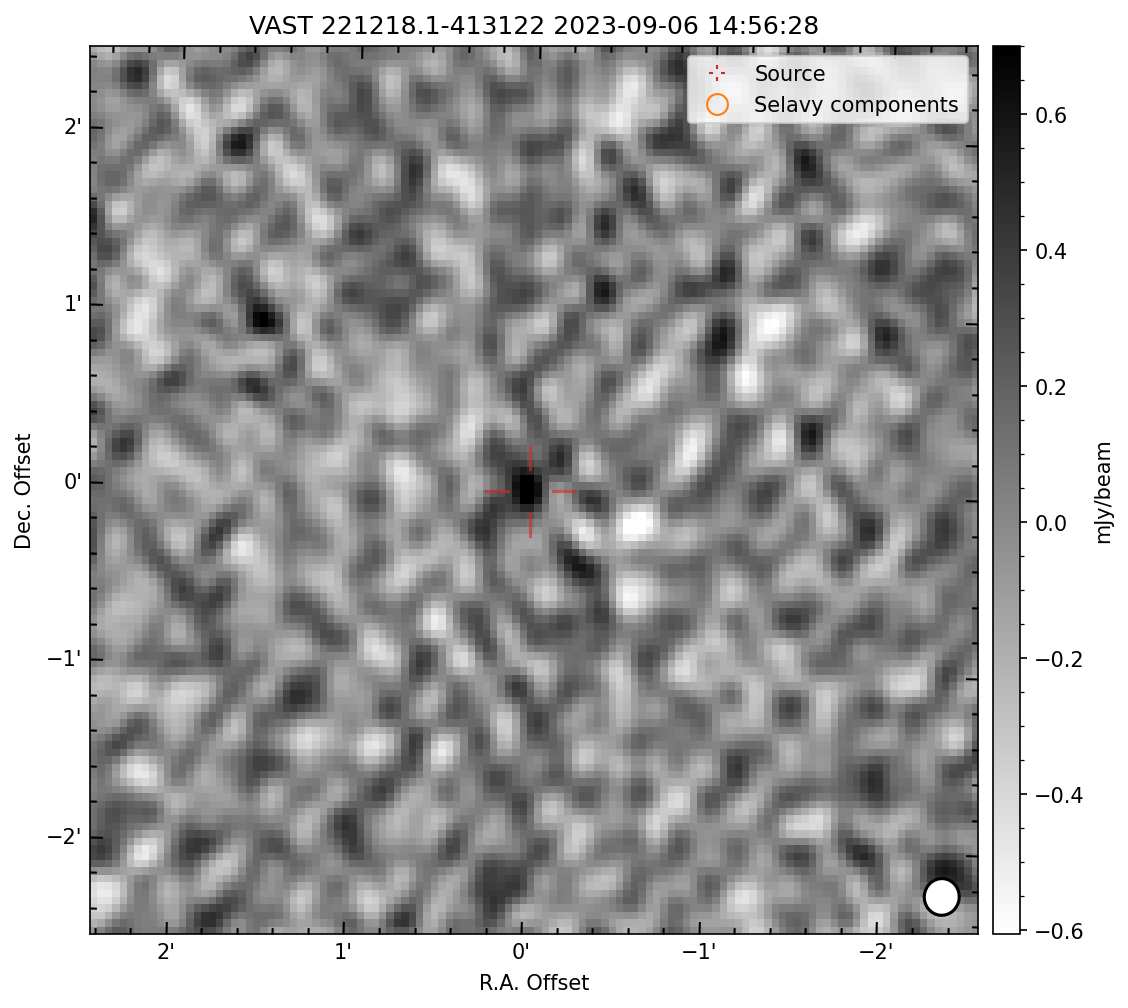 VAST 221218.1-413122 2023-09-06 14:56:28
Source
Selavy components
2'
1'
0'
−1'
−2'
Dec. Offset
2'
1'
0'
−1'
−2'
R.A. Offset
0.6
0.4
0.2
0.0
−0.2
−0.4
−0.6
mJy/beam